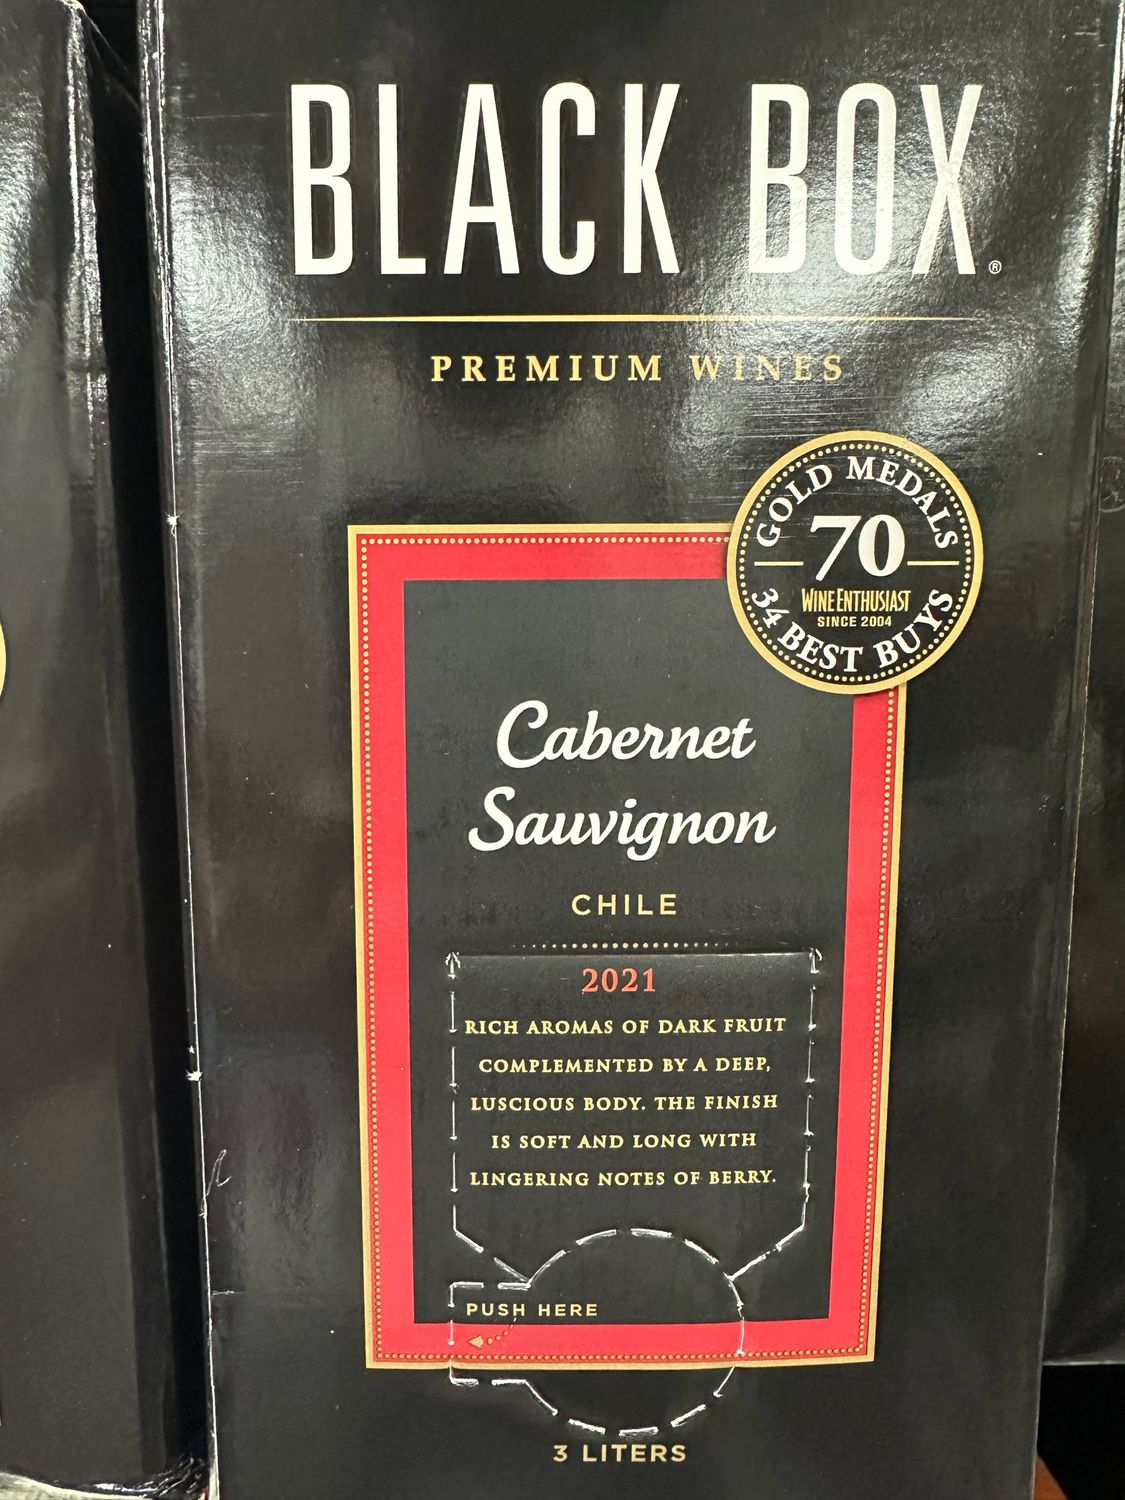 BLACK BOX®
PREMIUM WINES
GOLD MEDALS
70
WINE ENTHUSIAST
SINCE 2004
34 BEST BUYS
Cabernet
Sauvignon
CHILE
2021
RICH AROMAS OF DARK FRUIT
COMPLEMENTED BY A DEEP,
LUSCIOUS BODY. THE FINISH
IS SOFT AND LONG WITH
LINGERING NOTES OF BERRY.
PUSH HERE
3 LITERS